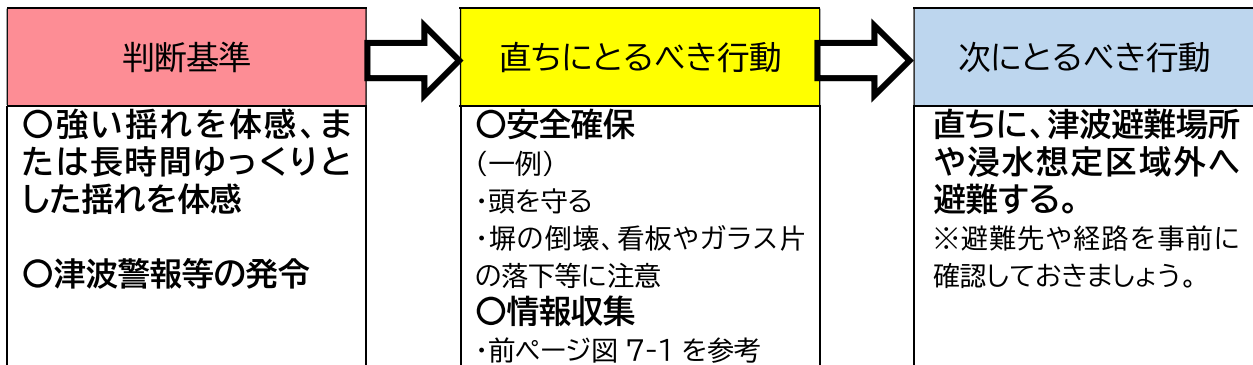 判断基準
〇強い揺れを体感、ま
たは長時間ゆっくりと
した揺れを体感
〇津波警報等の発令
直ちにとるべき行動
〇安全確保
（一例）
・頭を守る
・塀の倒壊、看板やガラス片
の落下等に注意
〇情報収集
・前ページ図 7-1 を参考
次にとるべき行動
直ちに、津波避難場所
や浸水想定区域外へ
避難する。
※避難先や経路を事前に
確認しておきましょう。